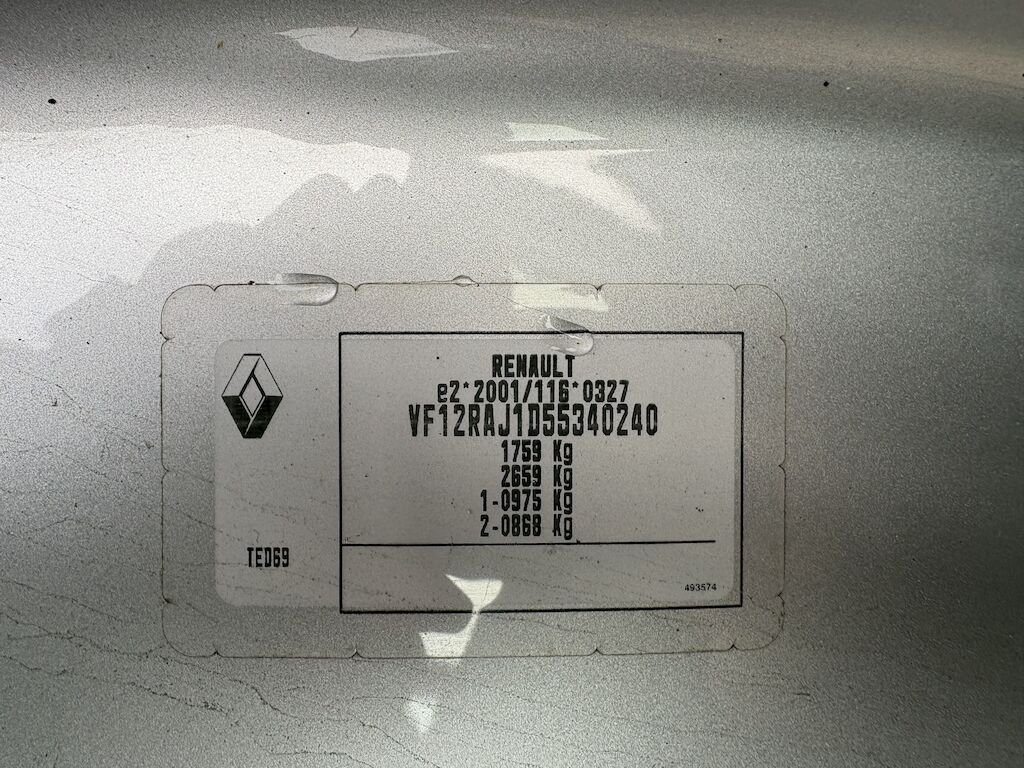 RENAULT
e2*2001/116*0327
VF12RAJ1D55340240
1759 Kg
2659 Kg
1-0975 Kg
2-0868 Kg
TED69
493574